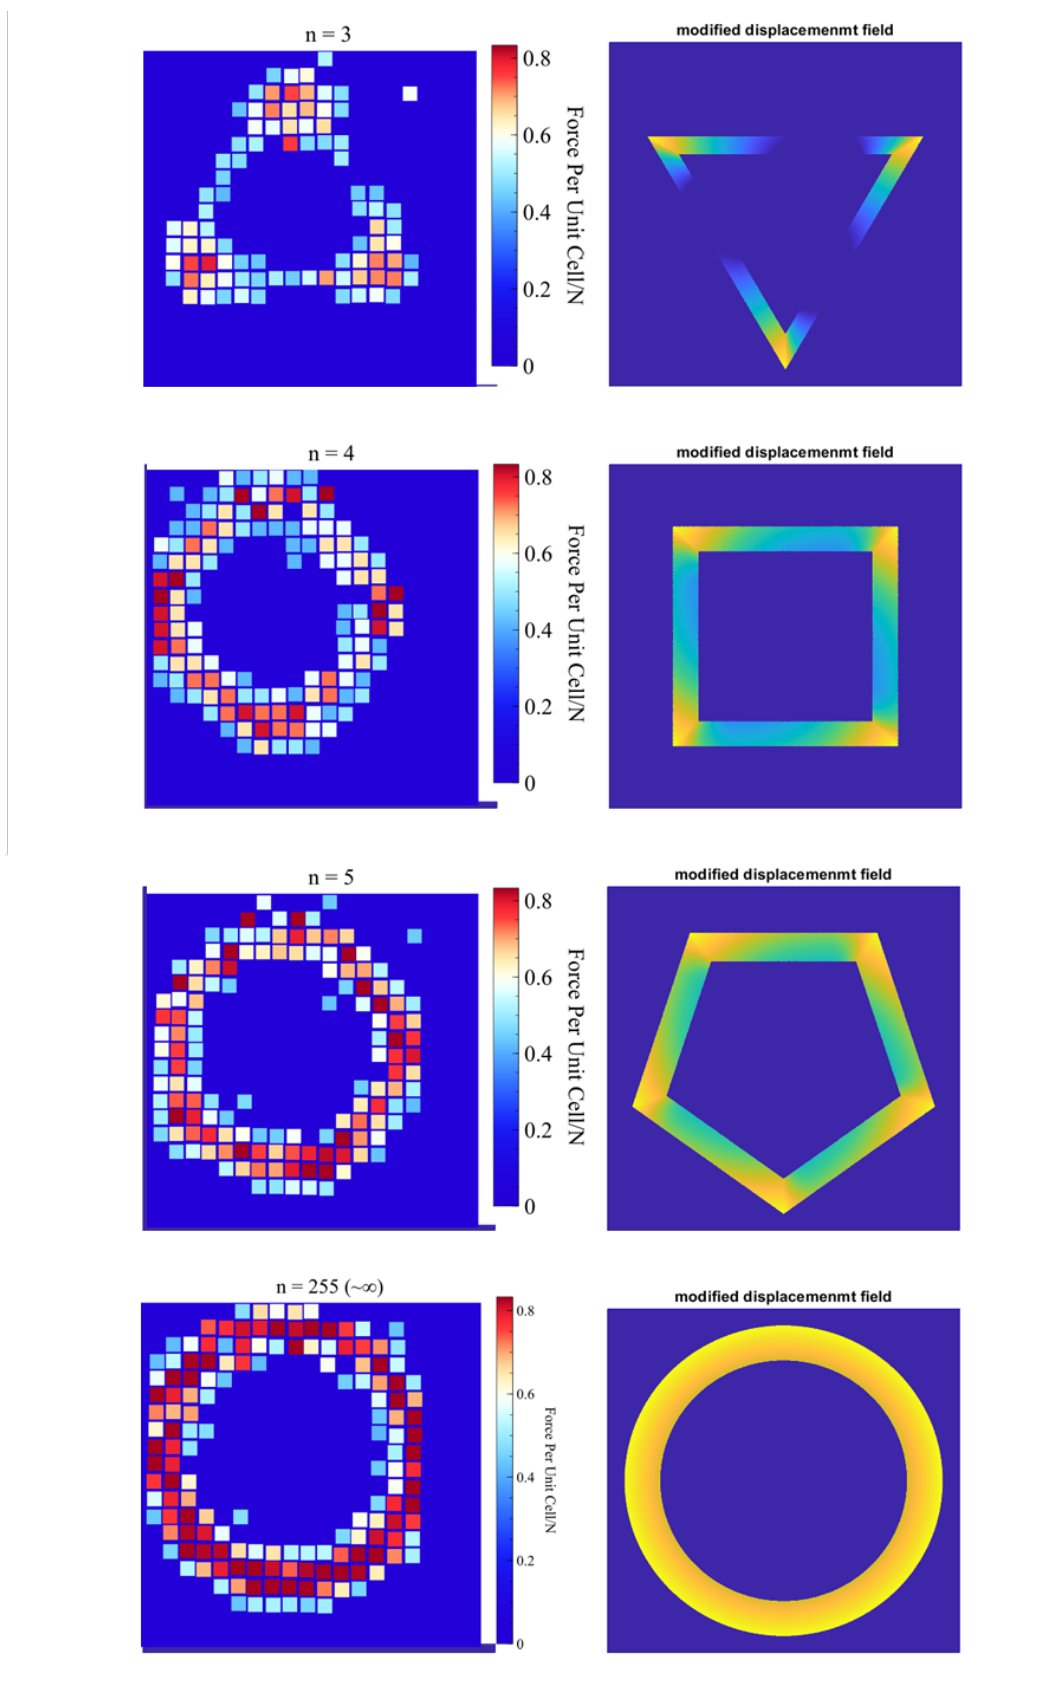 n = 3
modified displacemenmt field
0.8
0.6
0.4
0.2
0
Force Per Unit Cell/N
n = 4
modified displacemenmt field
0.8
0.6
0.4
0.2
0
Force Per Unit Cell/N
n = 5
modified displacemenmt field
0.8
0.6
0.4
0.2
0
Force Per Unit Cell/N
n = 255 (~∞)
modified displacemenmt field
0.8
0.6
0.4
0.2
0
Force Per Unit Cell/N